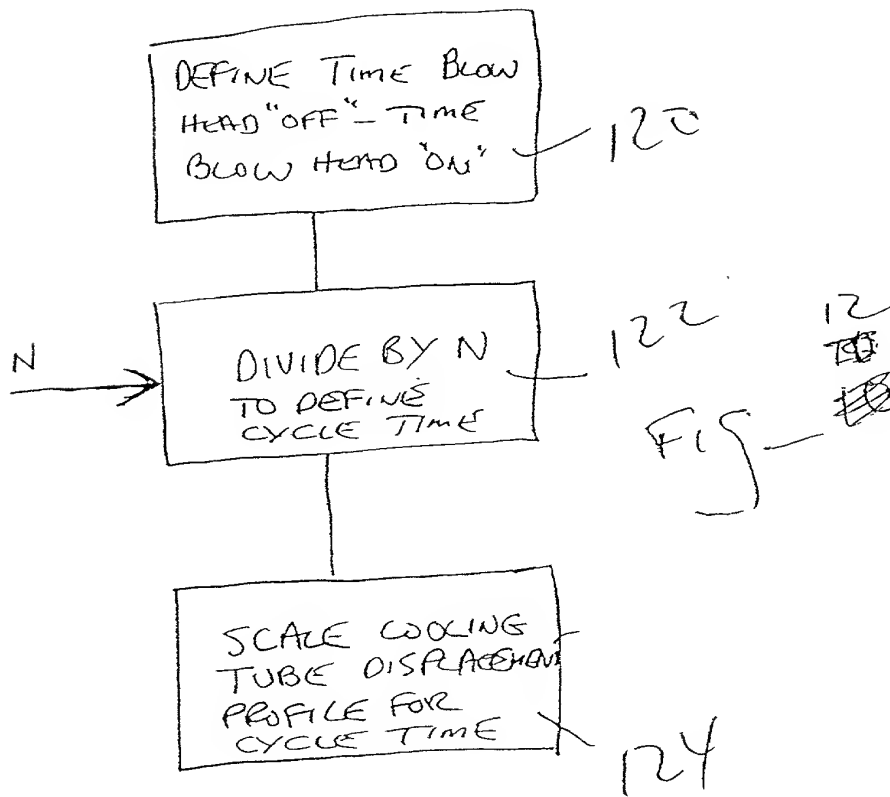 DEFINE TIME BLOW
HEAD "OFF" - TIME
BLOW HEAD "ON"
120
N
DIVIDE BY N
TO DEFINE
CYCLE TIME
122
Fig - 12
SCALE COOLING
TUBE DISPLACEMENT
PROFILE FOR
CYCLE TIME
124